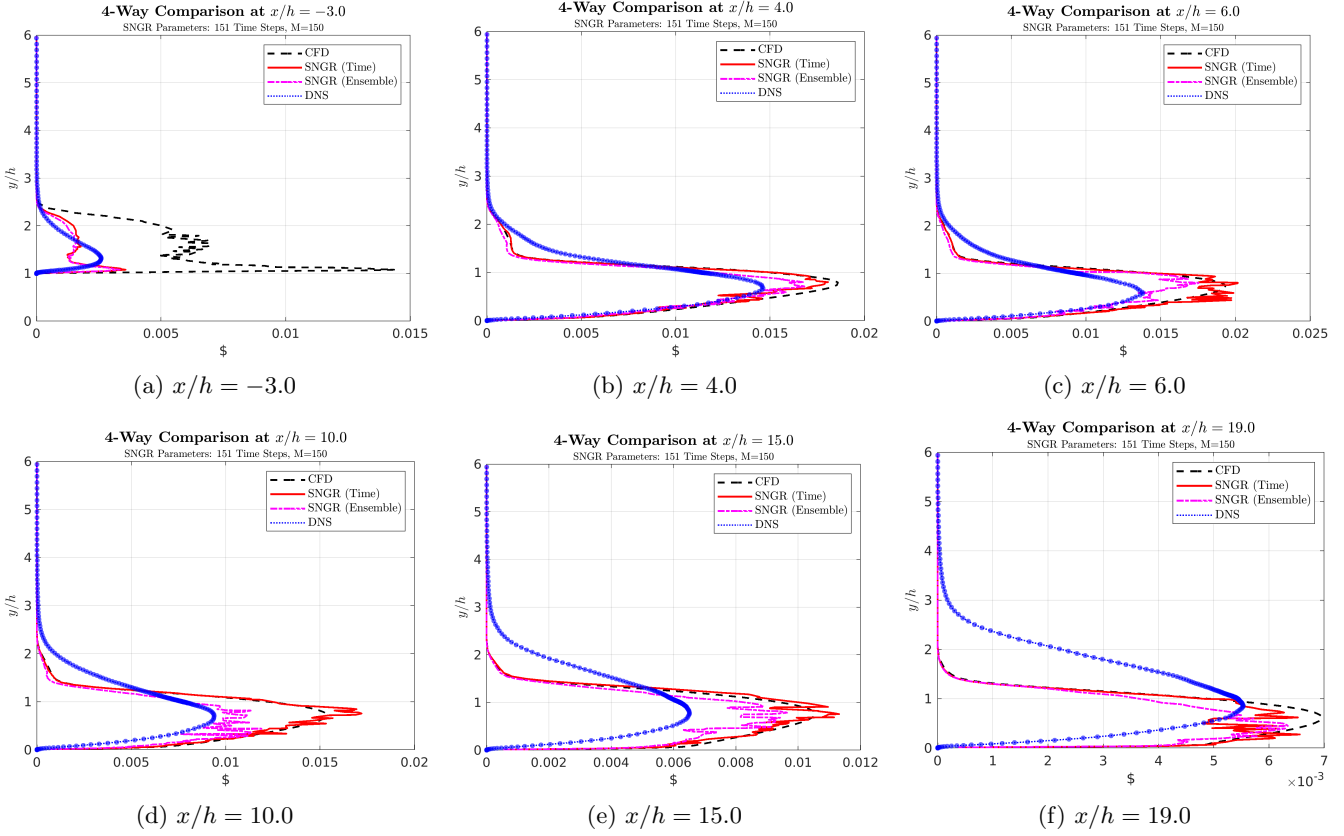 4-Way Comparison at x/h = −3.0
SNGR Parameters: 151 Time Steps, M=150
CFD
SNGR (Time)
SNGR (Ensemble)
DNS
6
5
4
3
2
1
0
y/h
0 0.005 0.01 0.015
$
(a) x/h = −3.0
4-Way Comparison at x/h = 4.0
SNGR Parameters: 151 Time Steps, M=150
CFD
SNGR (Time)
SNGR (Ensemble)
DNS
6
5
4
3
2
1
0
y/h
0 0.005 0.01 0.015 0.02
$
(b) x/h = 4.0
4-Way Comparison at x/h = 6.0
SNGR Parameters: 151 Time Steps, M=150
CFD
SNGR (Time)
SNGR (Ensemble)
DNS
6
5
4
3
2
1
0
y/h
0 0.005 0.01 0.015 0.02 0.025
$
(c) x/h = 6.0
4-Way Comparison at x/h = 10.0
SNGR Parameters: 151 Time Steps, M=150
CFD
SNGR (Time)
SNGR (Ensemble)
DNS
6
5
4
3
2
1
0
y/h
0 0.005 0.01 0.015 0.02
$
(d) x/h = 10.0
4-Way Comparison at x/h = 15.0
SNGR Parameters: 151 Time Steps, M=150
CFD
SNGR (Time)
SNGR (Ensemble)
DNS
6
5
4
3
2
1
0
y/h
0 0.002 0.004 0.006 0.008 0.01 0.012
$
(e) x/h = 15.0
4-Way Comparison at x/h = 19.0
SNGR Parameters: 151 Time Steps, M=150
CFD
SNGR (Time)
SNGR (Ensemble)
DNS
6
5
4
3
2
1
0
y/h
0 1 2 3 4 5 6 7
$
×10⁻³
(f) x/h = 19.0